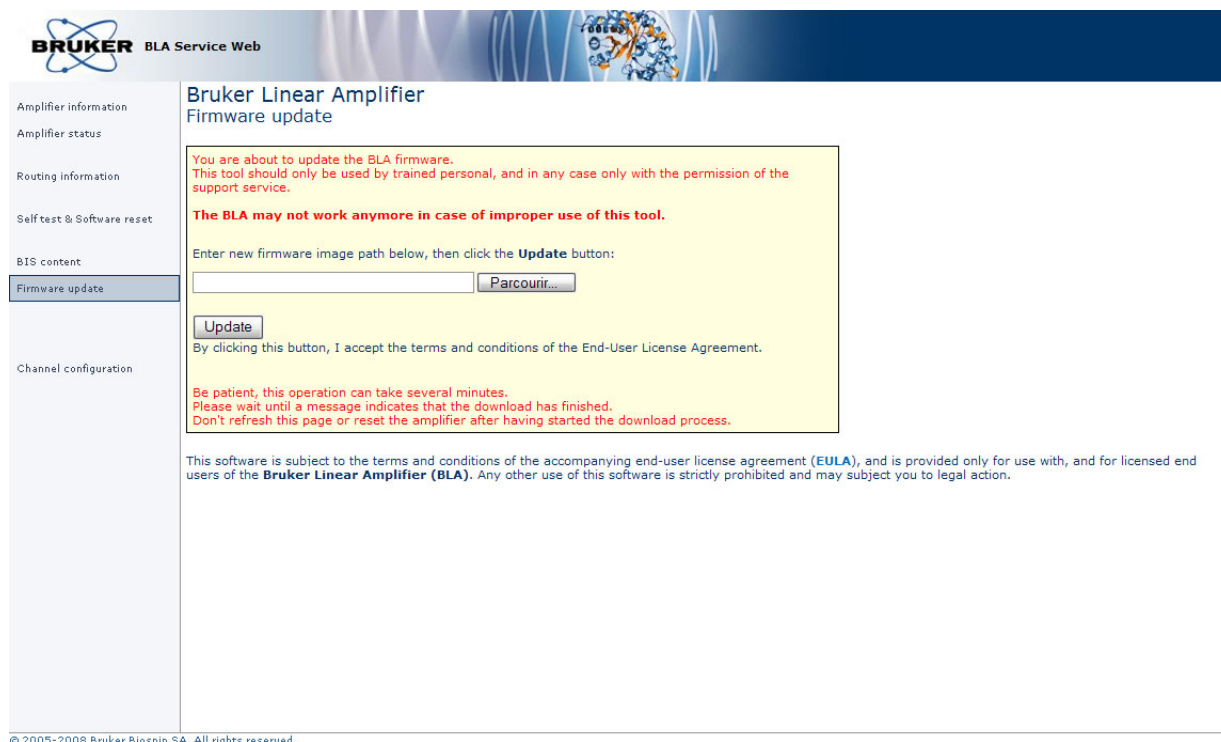 BRUKER BLA Service Web
Amplifier information
Amplifier status
Routing information
Self test & Software reset
BIS content
Firmware update
Channel configuration
Bruker Linear Amplifier
Firmware update
You are about to update the BLA firmware.
This tool should only be used by trained personal, and in any case only with the permission of the
support service.
The BLA may not work anymore in case of improper use of this tool.
Enter new firmware image path below, then click the Update button:
Parcourir...
Update
By clicking this button, I accept the terms and conditions of the End-User License Agreement.
Be patient, this operation can take several minutes.
Please wait until a message indicates that the download has finished.
Don't refresh this page or reset the amplifier after having started the download process.
This software is subject to the terms and conditions of the accompanying end-user license agreement (EULA), and is provided only for use with, and for licensed end
users of the Bruker Linear Amplifier (BLA). Any other use of this software is strictly prohibited and may subject you to legal action.
© 2005-2008 Bruker Biospin SA. All rights reserved